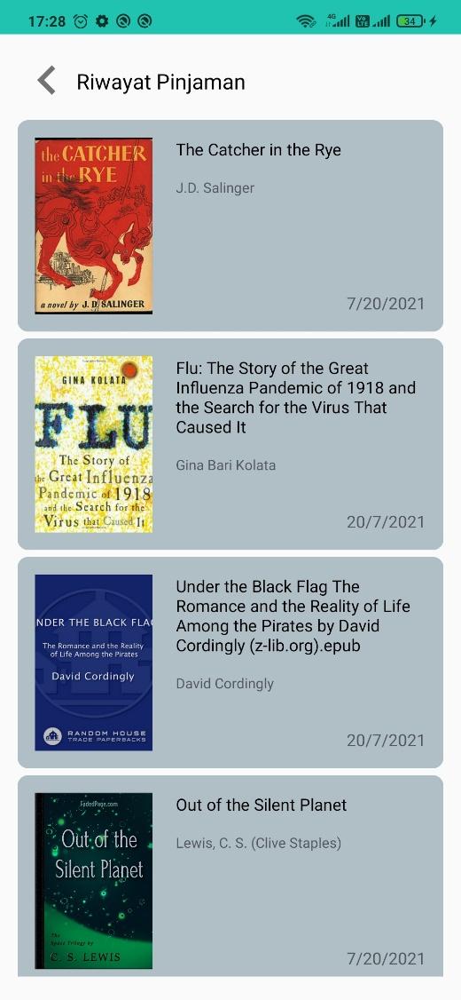 17:28
4G
Vo
LTE
34
Riwayat Pinjaman
the CATCHER
in the RYE
a novel by J. D. SALINGER
The Catcher in the Rye
J.D. Salinger
7/20/2021
GINA KOLATA
FLU
The Story of
the Great Influenza
Pandemic of 1918
and the Search for the
Virus that Caused It
Flu: The Story of the Great
Influenza Pandemic of 1918 and
the Search for the Virus That
Caused It
Gina Bari Kolata
20/7/2021
NDER THE BLACK FLAG
The Romance and the Reality
of Life Among the Pirates
David Cordingly
RANDOM HOUSE
TRADE PAPERBACKS
Under the Black Flag The
Romance and the Reality of Life
Among the Pirates by David
Cordingly (z-lib.org).epub
David Cordingly
20/7/2021
FadedPage.com
Out of the
Silent Planet
The
Space Trilogy by
C. S. LEWIS
Out of the Silent Planet
Lewis, C. S. (Clive Staples)
7/20/2021